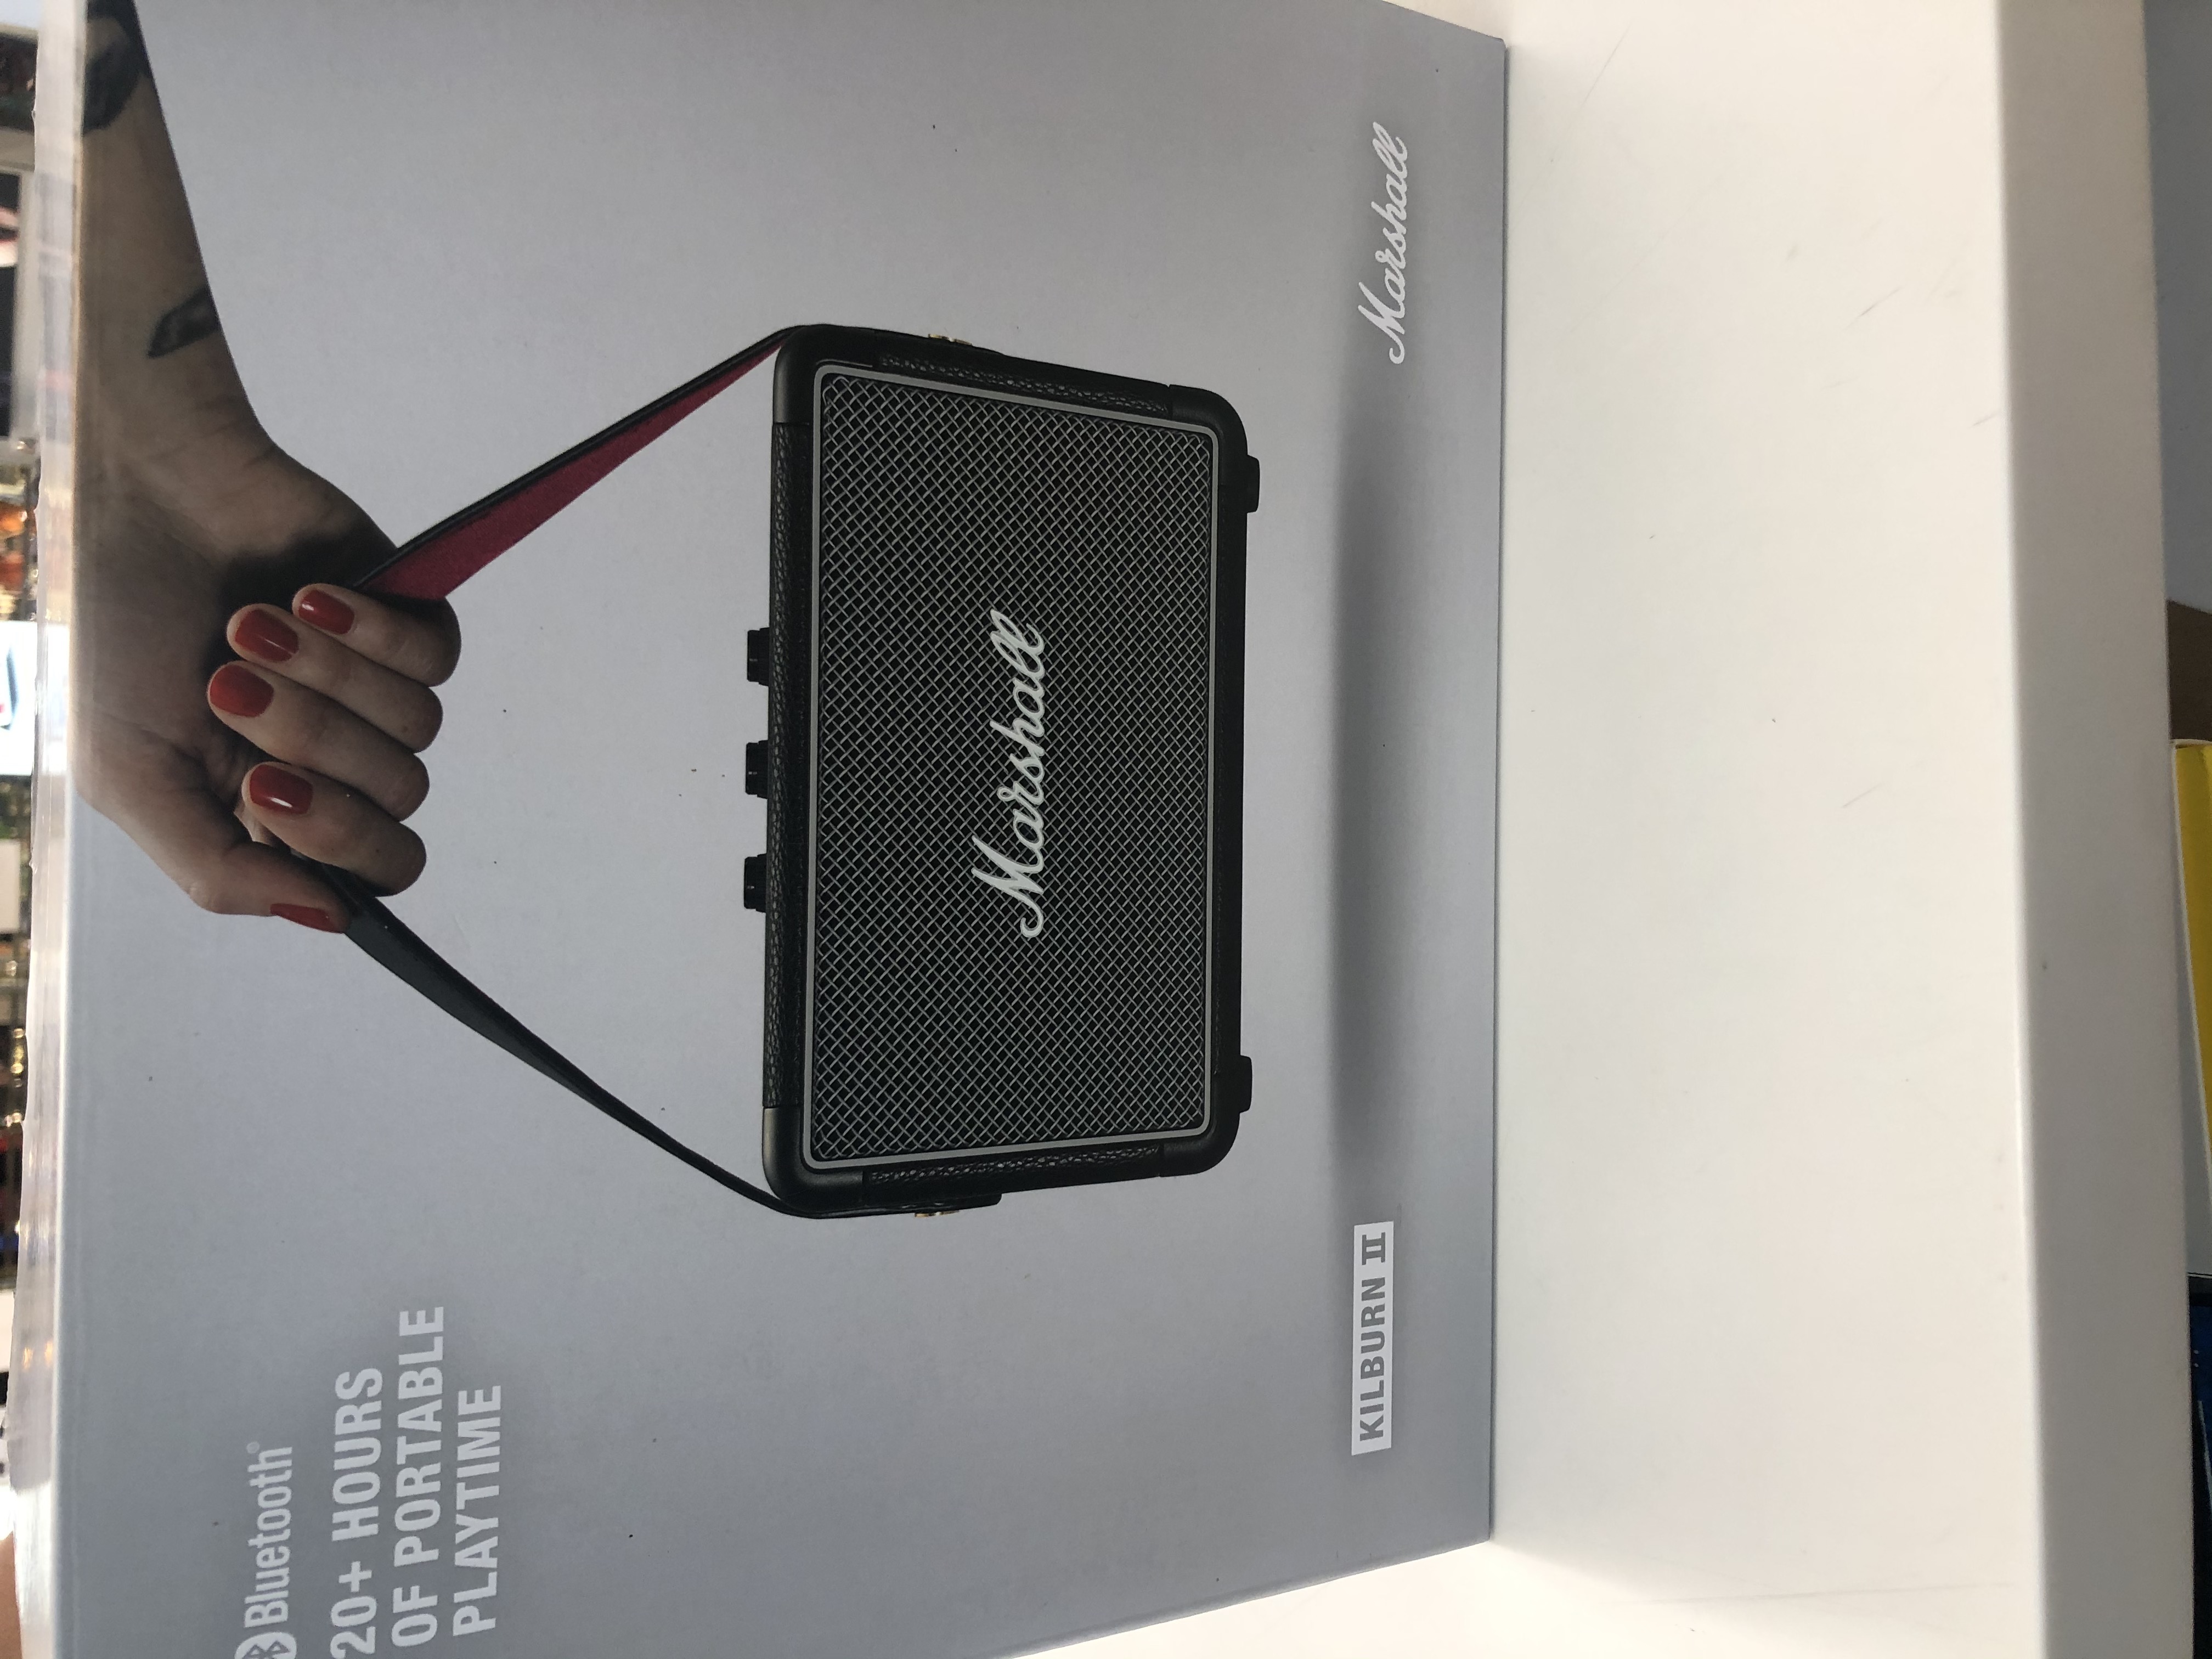 Bluetooth®
20+ HOURS
OF PORTABLE
PLAYTIME
Marshall
KILBURN II
Marshall